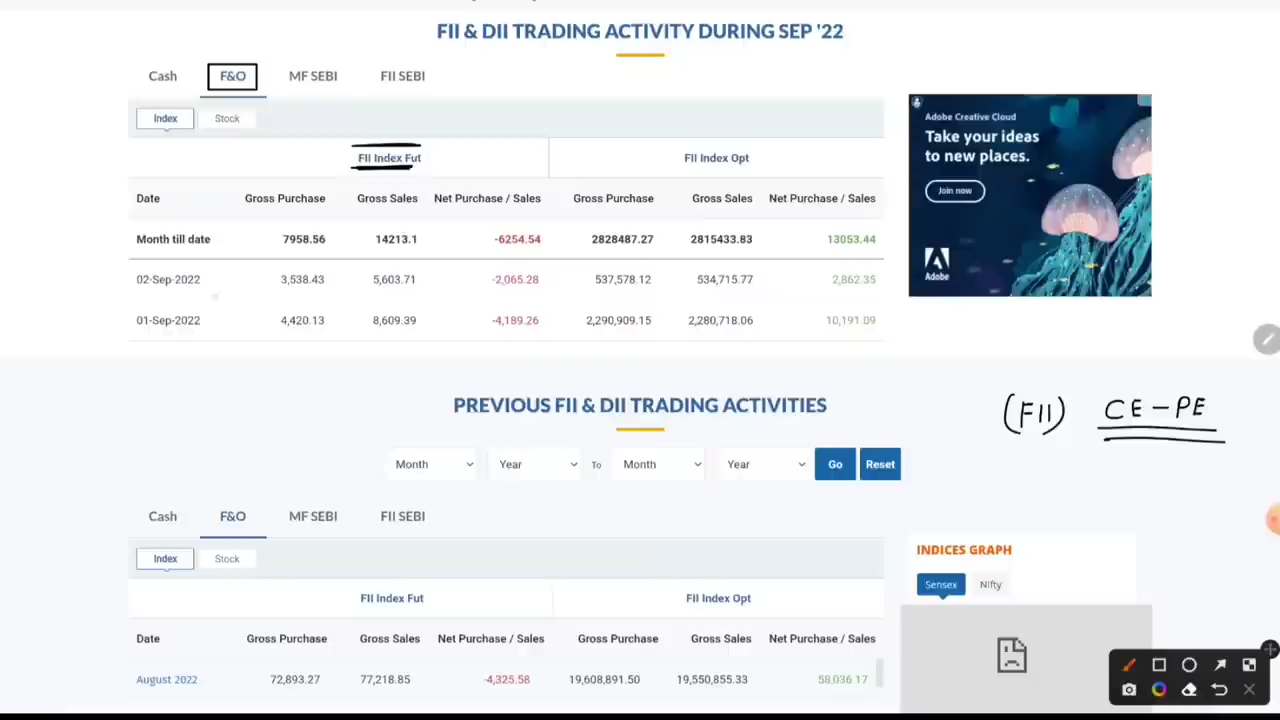 FII & DII TRADING ACTIVITY DURING SEP '22
Cash F&O MF SEBI FII SEBI
Index Stock
FII Index Fut FII Index Opt
Date Gross Purchase Gross Sales Net Purchase / Sales Gross Purchase Gross Sales Net Purchase / Sales
Month till date 7958.56 14213.1 -6254.54 2828487.27 2815433.83 13053.44
02-Sep-2022 3,538.43 5,603.71 -2,065.28 537,578.12 534,715.77 2,862.35
01-Sep-2022 4,420.13 8,609.39 -4,189.26 2,290,909.15 2,280,718.06 10,191.09
Adobe Creative Cloud
Take your ideas
to new places.
Join now
Adobe
PREVIOUS FII & DII TRADING ACTIVITIES
(FII) CE-PE
Month Year To Month Year Go Reset
Cash F&O MF SEBI FII SEBI
Index Stock
FII Index Fut FII Index Opt
Date Gross Purchase Gross Sales Net Purchase / Sales Gross Purchase Gross Sales Net Purchase / Sales
August 2022 72,893.27 77,218.85 -4,325.58 19,608,891.50 19,550,855.33 58,036.17
INDICES GRAPH
Sensex Nifty